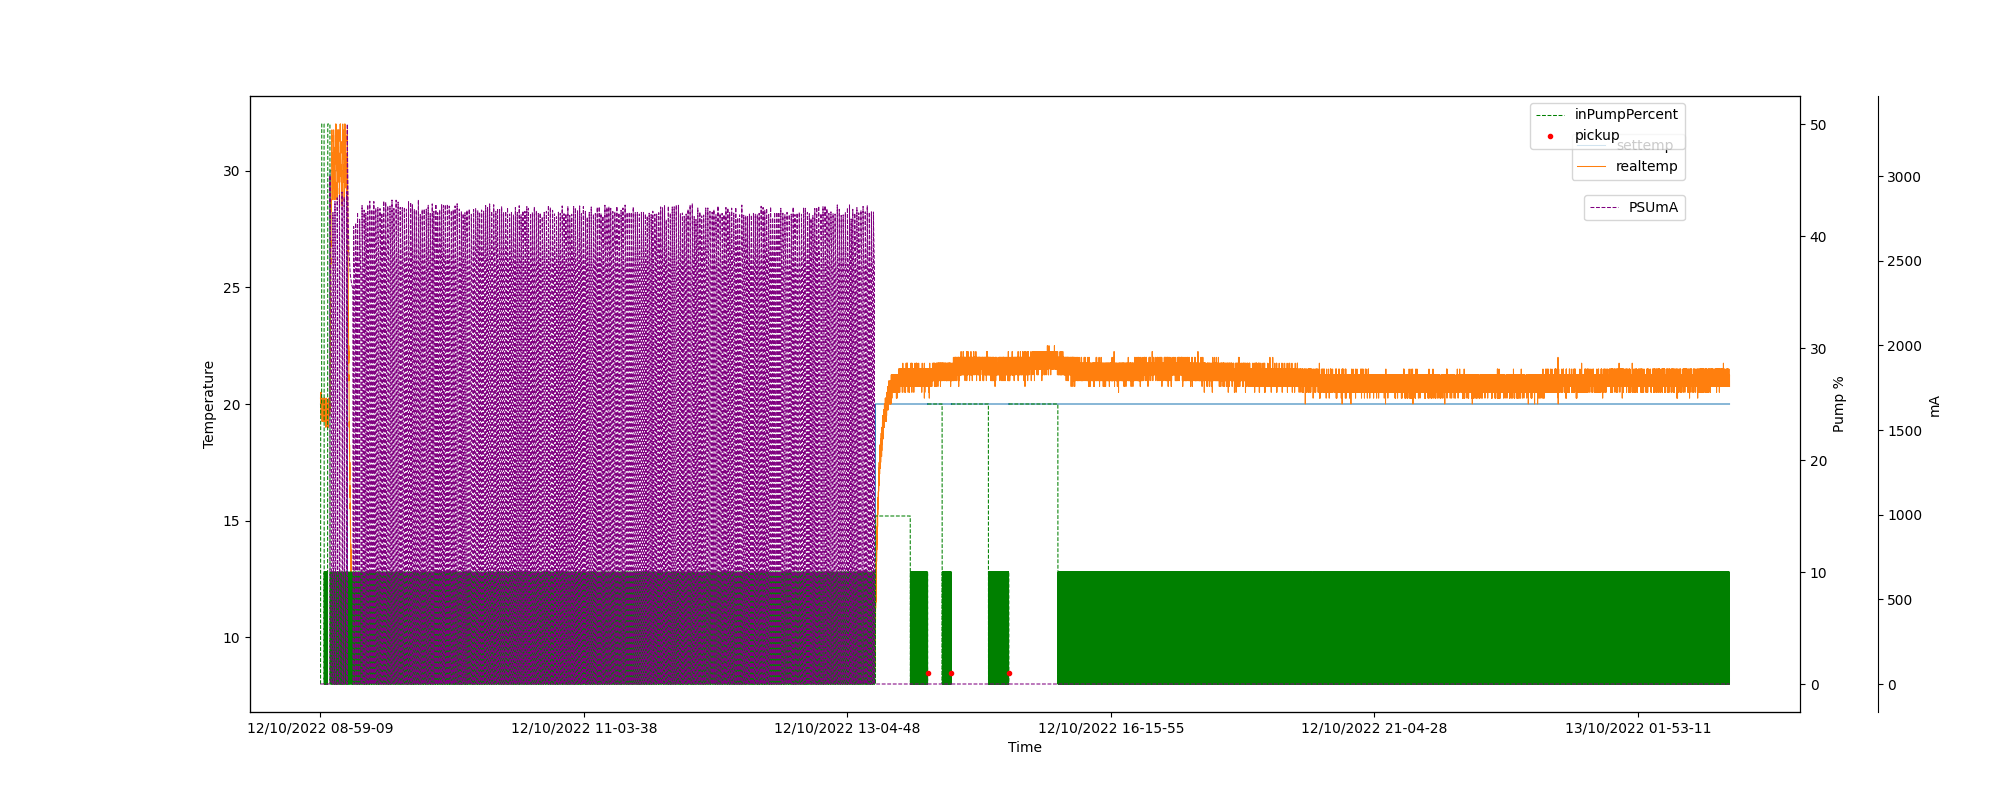 inPumpPercent
pickup
settemp
realtemp
PSUmA
30
25
20
15
10
Temperature
50
40
30
20
10
0
Pump %
3000
2500
2000
1500
1000
500
0
mA
12/10/2022 08-59-09
12/10/2022 11-03-38
12/10/2022 13-04-48
12/10/2022 16-15-55
12/10/2022 21-04-28
13/10/2022 01-53-11
Time